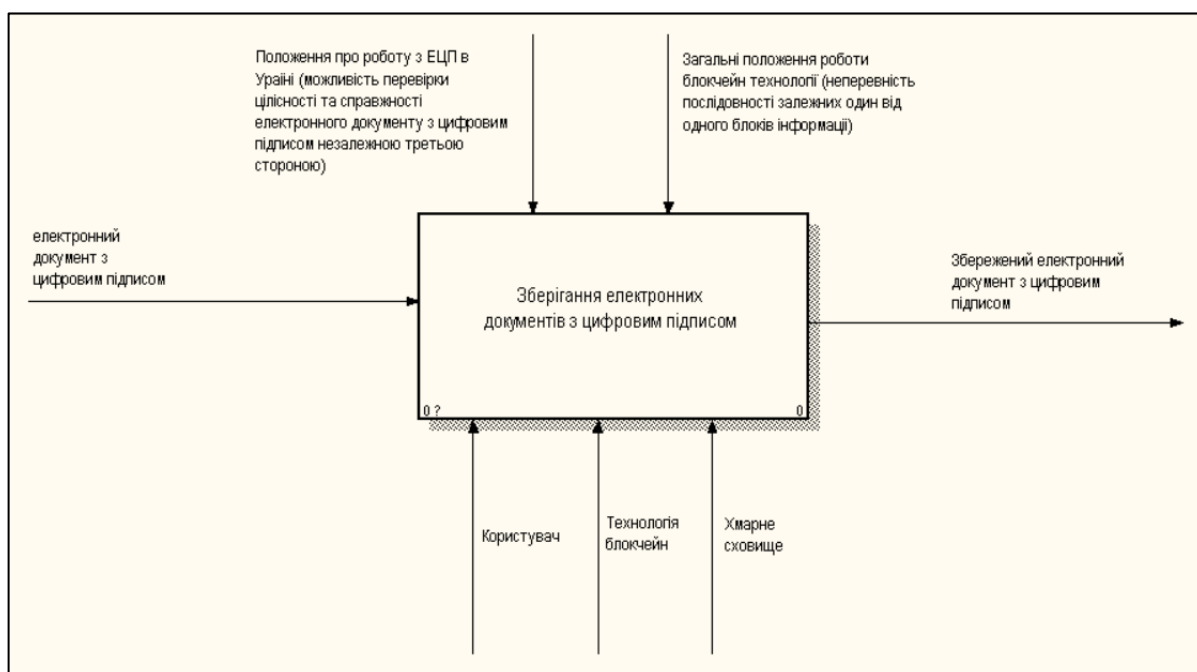 Положення про роботу з ЕЦП в
Ураїні (можливість перевірки
цілісності та справжності
електронного документу з цифровим
підписом незалежною третьою
стороною)
Загальні положення роботи
блокчейн технології (неперевність
послідовності залежних один від
одного блоків інформації)
електронний
документ з
цифровим підписом
Зберігання електронних
документів з цифровим підписом
0 ?
0
Збережений електронний
документ з цифровим
підписом
Користувач
Технологія
блокчейн
Хмарне
сховище